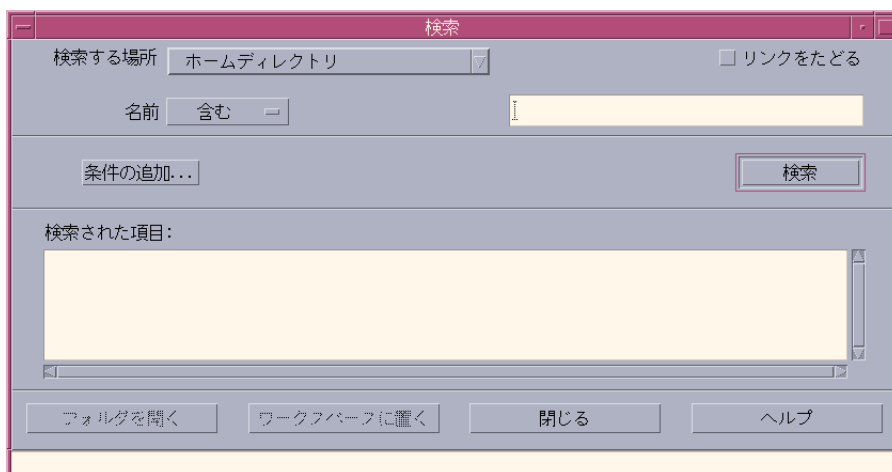 検索
検索する場所 ホームディレクトリ リンクをたどる
名前 含む
条件の追加... 検索
検索された項目:
フォルダを開く ワークスペースに置く 閉じる ヘルプ